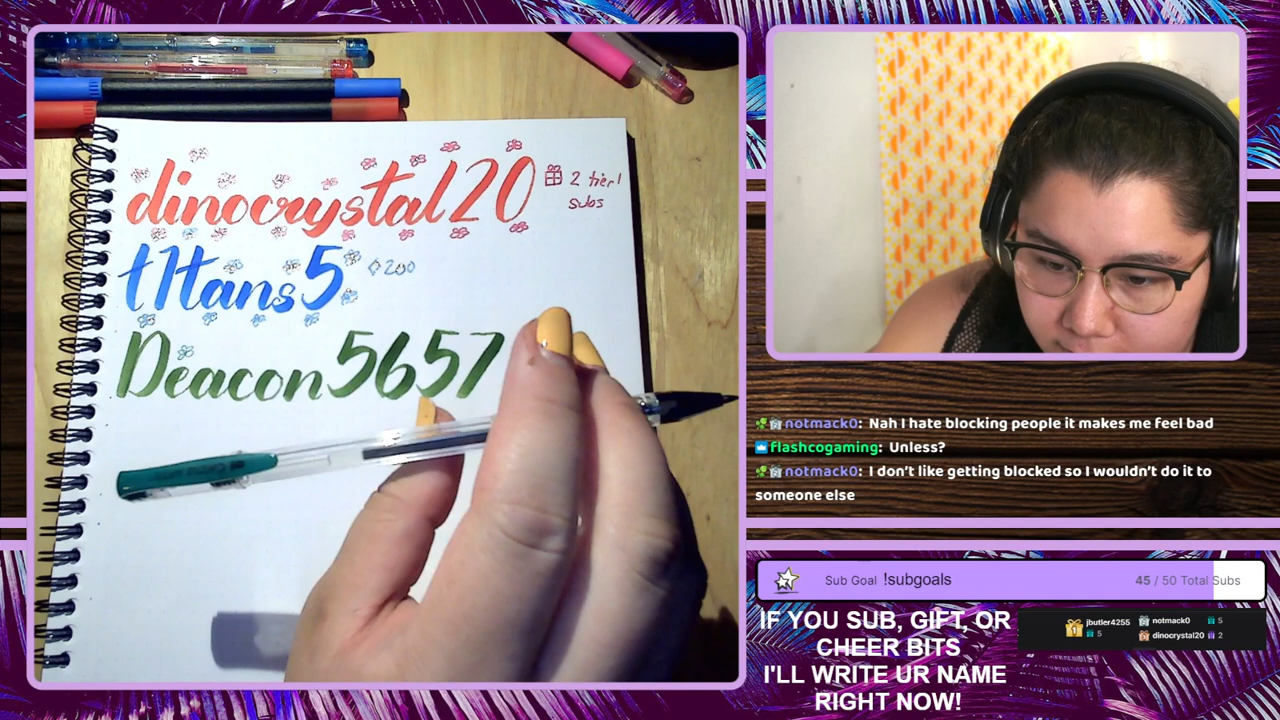 dinocrystal20
2 tier 1
subs
t1tans5
200
Deacon5657
notmack0: Nah I hate blocking people it makes me feel bad
flashcogaming: Unless?
notmack0: I don't like getting blocked so I wouldn't do it to
someone else
Sub Goal !subgoals 45 / 50 Total Subs
IF YOU SUB, GIFT, OR
CHEER BITS
I'LL WRITE UR NAME
RIGHT NOW!
1 jbutler4255 5
notmack0 5
dinocrystal20 2